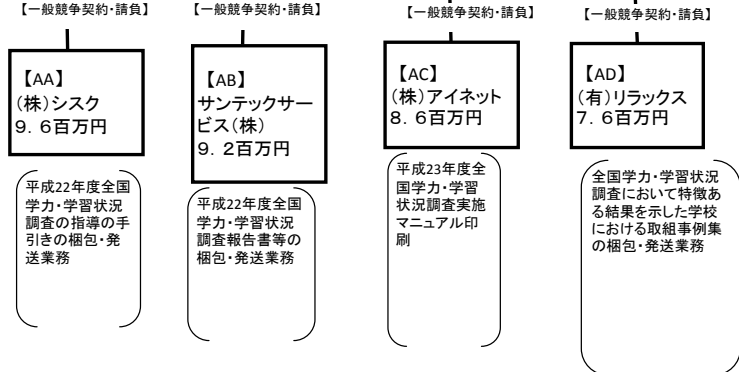 【一般競争契約・請負】
【AA】
(株)シスク
９．６百万円
平成22年度全国
学力・学習状況
調査の指導の手
引きの梱包・発
送業務
【一般競争契約・請負】
【AB】
サンテックサー
ビス(株)
９．２百万円
平成22年度全国
学力・学習状況
調査報告書等の
梱包・発送業務
【一般競争契約・請負】
【AC】
(株)アイネット
８．６百万円
平成23年度全
国学力・学習
状況調査実施
マニュアル印
刷
【一般競争契約・請負】
【AD】
(有)リラックス
７．６百万円
全国学力・学習状況
調査において特徴あ
る結果を示した学校
における取組事例集
の梱包・発送業務